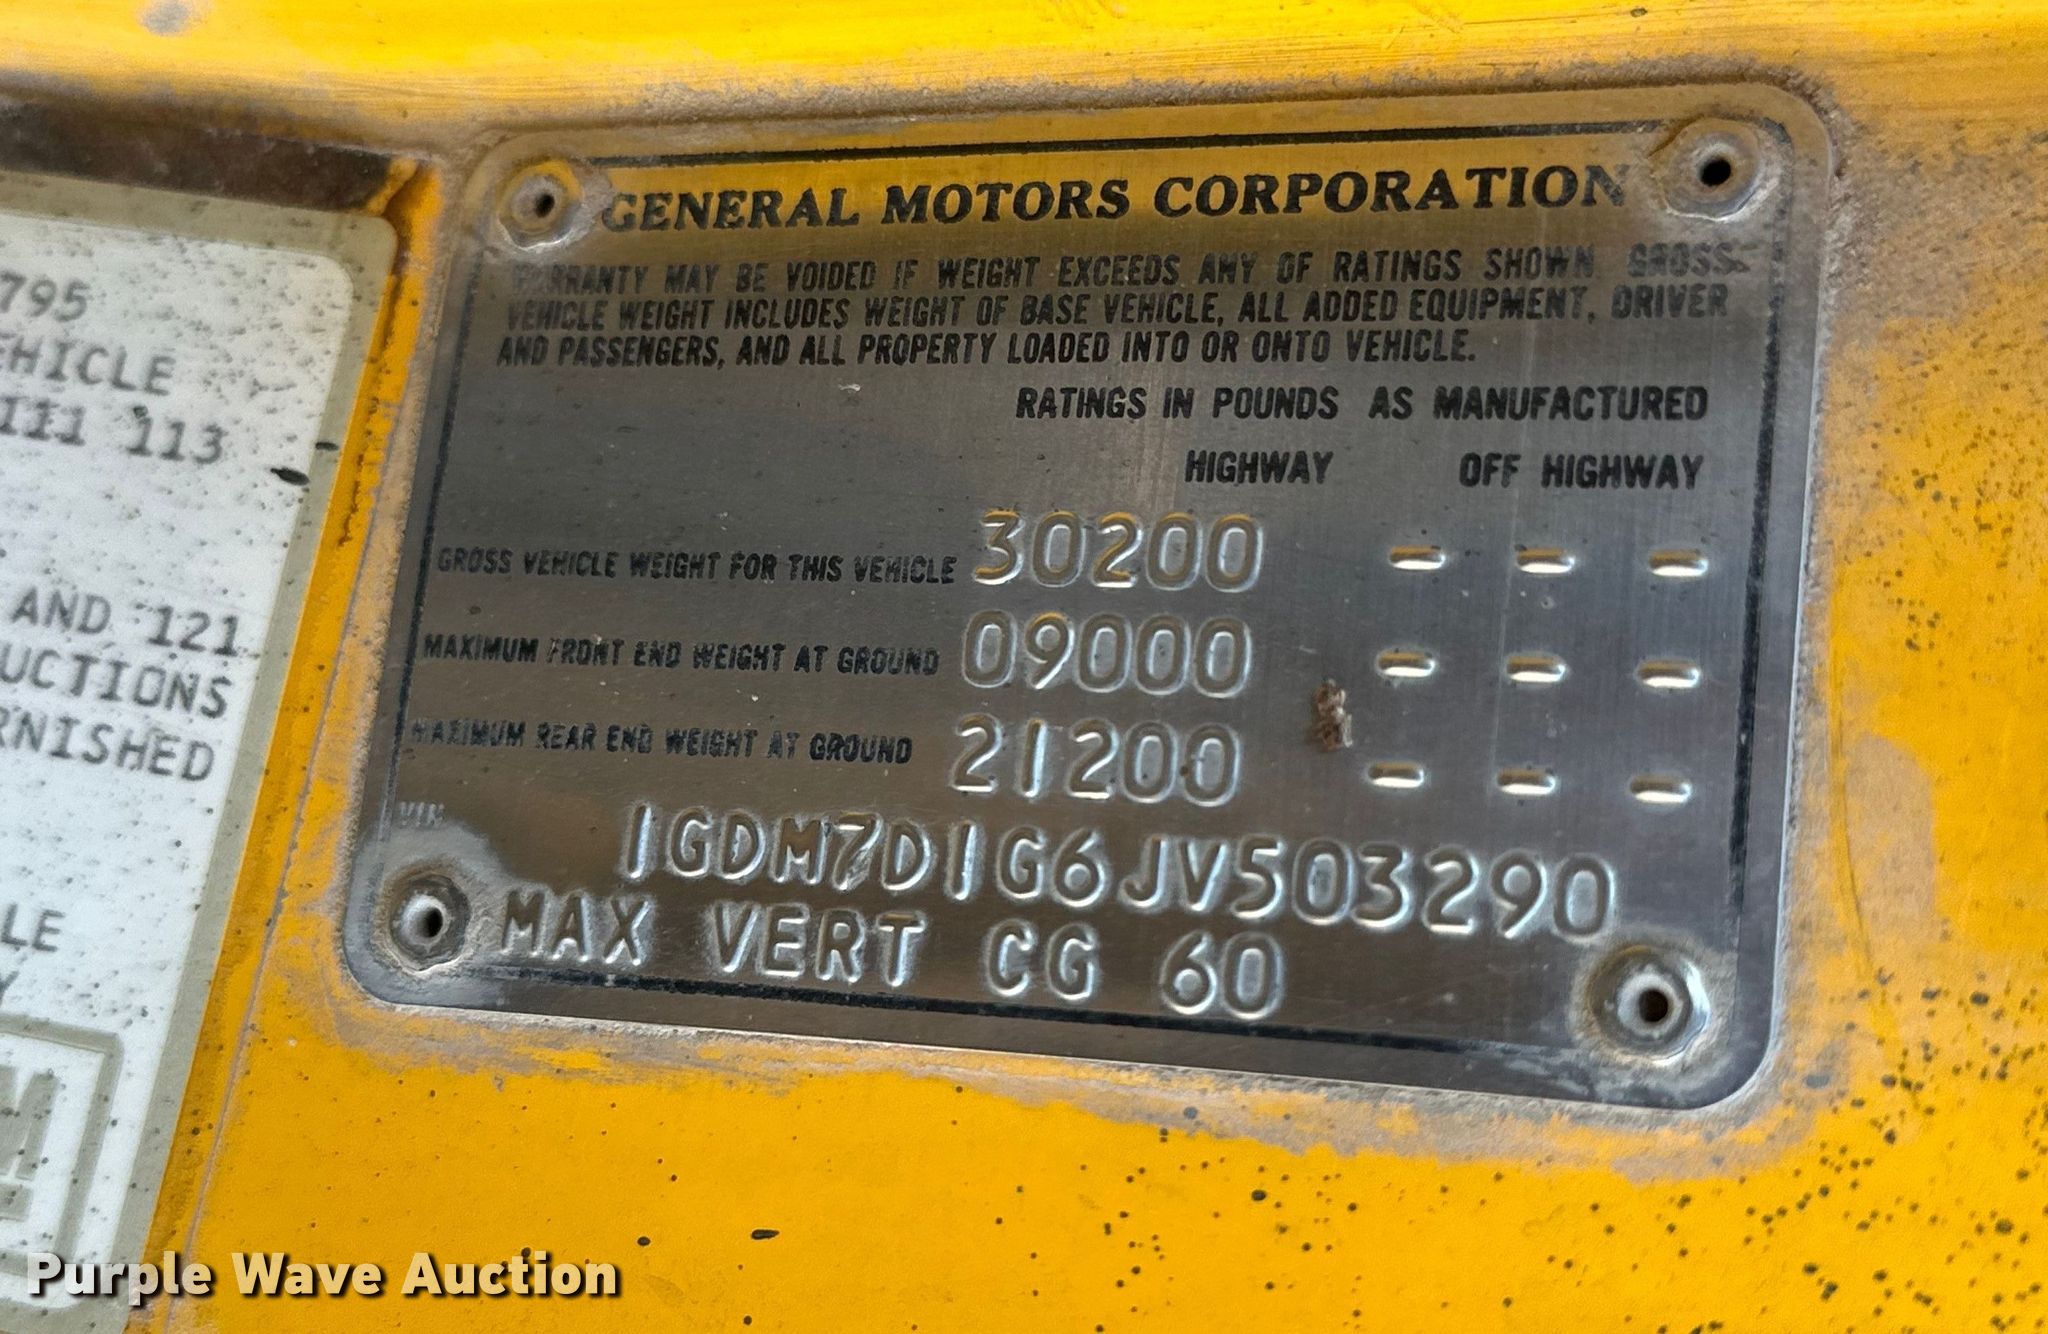 795
EHICLE
111 113
AND 121
UCTIONS
RNISHED
LE
Y
M
GENERAL MOTORS CORPORATION
WARRANTY MAY BE VOIDED IF WEIGHT EXCEEDS ANY OF RATINGS SHOWN GROSS
VEHICLE WEIGHT INCLUDES WEIGHT OF BASE VEHICLE, ALL ADDED EQUIPMENT, DRIVER
AND PASSENGERS, AND ALL PROPERTY LOADED INTO OR ONTO VEHICLE.
RATINGS IN POUNDS AS MANUFACTURED
HIGHWAY OFF HIGHWAY
GROSS VEHICLE WEIGHT FOR THIS VEHICLE 30200 - - -
MAXIMUM FRONT END WEIGHT AT GROUND 09000 - - -
MAXIMUM REAR END WEIGHT AT GROUND 21200 - - -
VIN
1GDM7D1G6JV503290
MAX VERT CG 60
Purple Wave Auction